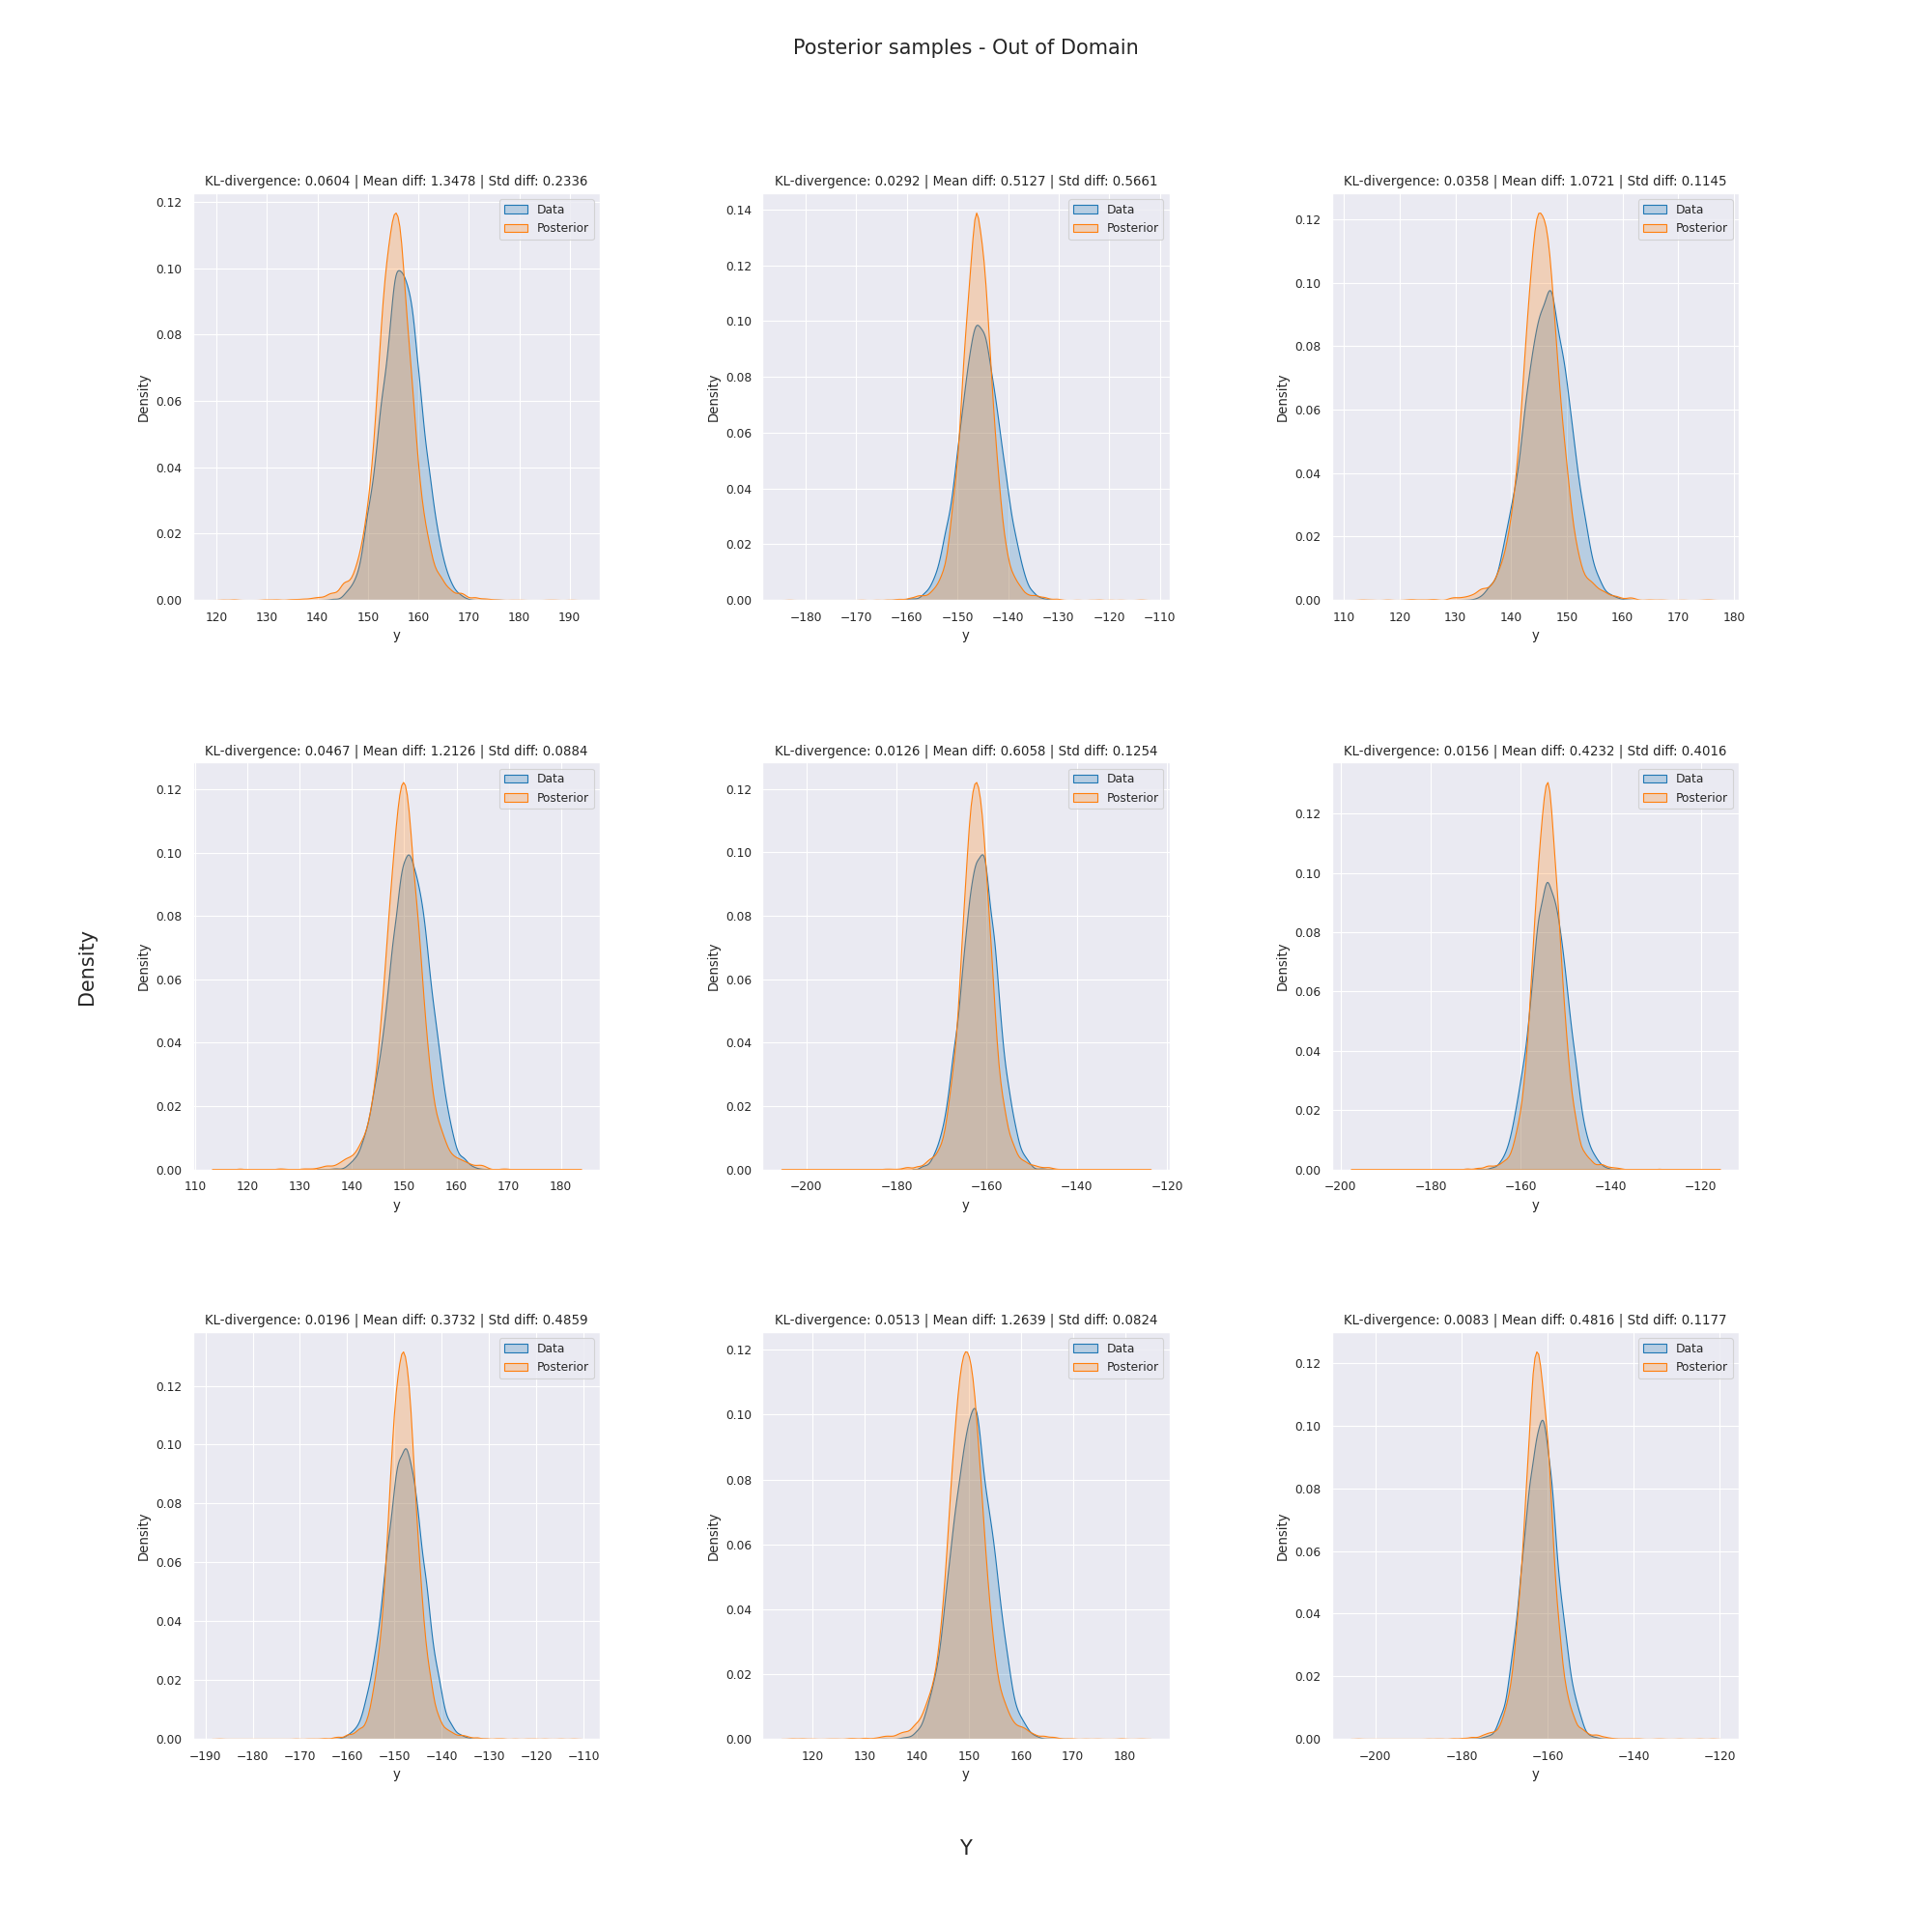 Posterior samples - Out of Domain
KL-divergence: 0.0604 | Mean diff: 1.3478 | Std diff: 0.2336
0.12
0.10
0.08
0.06
0.04
0.02
0.00
Density
Data
Posterior
120 130 140 150 160 170 180 190
y
KL-divergence: 0.0292 | Mean diff: 0.5127 | Std diff: 0.5661
0.14
0.12
0.10
0.08
0.06
0.04
0.02
0.00
Density
Data
Posterior
−180 −170 −160 −150 −140 −130 −120 −110
y
KL-divergence: 0.0358 | Mean diff: 1.0721 | Std diff: 0.1145
0.12
0.10
0.08
0.06
0.04
0.02
0.00
Density
Data
Posterior
110 120 130 140 150 160 170 180
y
Density
KL-divergence: 0.0467 | Mean diff: 1.2126 | Std diff: 0.0884
0.12
0.10
0.08
0.06
0.04
0.02
0.00
Density
Data
Posterior
110 120 130 140 150 160 170 180
y
KL-divergence: 0.0126 | Mean diff: 0.6058 | Std diff: 0.1254
0.12
0.10
0.08
0.06
0.04
0.02
0.00
Density
Data
Posterior
−200 −180 −160 −140 −120
y
KL-divergence: 0.0156 | Mean diff: 0.4232 | Std diff: 0.4016
0.12
0.10
0.08
0.06
0.04
0.02
0.00
Density
Data
Posterior
−200 −180 −160 −140 −120
y
KL-divergence: 0.0196 | Mean diff: 0.3732 | Std diff: 0.4859
0.12
0.10
0.08
0.06
0.04
0.02
0.00
Density
Data
Posterior
−190 −180 −170 −160 −150 −140 −130 −120 −110
y
KL-divergence: 0.0513 | Mean diff: 1.2639 | Std diff: 0.0824
0.12
0.10
0.08
0.06
0.04
0.02
0.00
Density
Data
Posterior
120 130 140 150 160 170 180
y
KL-divergence: 0.0083 | Mean diff: 0.4816 | Std diff: 0.1177
0.12
0.10
0.08
0.06
0.04
0.02
0.00
Density
Data
Posterior
−200 −180 −160 −140 −120
y
Y